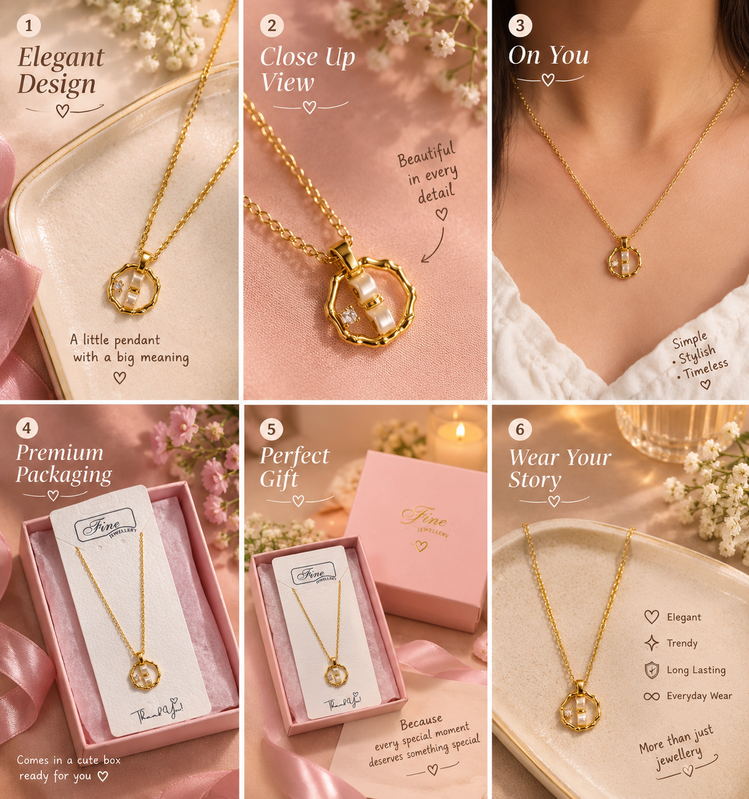 1
Elegant
Design
A little pendant
with a big meaning
2
Close Up
View
Beautiful
in every
detail
3
On You
Simple
• Stylish
• Timeless
4
Premium
Packaging
Fine
JEWELLERY
Thank You!
Comes in a cute box
ready for you
5
Perfect
Gift
Fine
JEWELLERY
Fine
JEWELLERY
Thank You!
Because
every special moment
deserves something special
6
Wear Your
Story
Elegant
Trendy
Long Lasting
Everyday Wear
More than just
jewellery